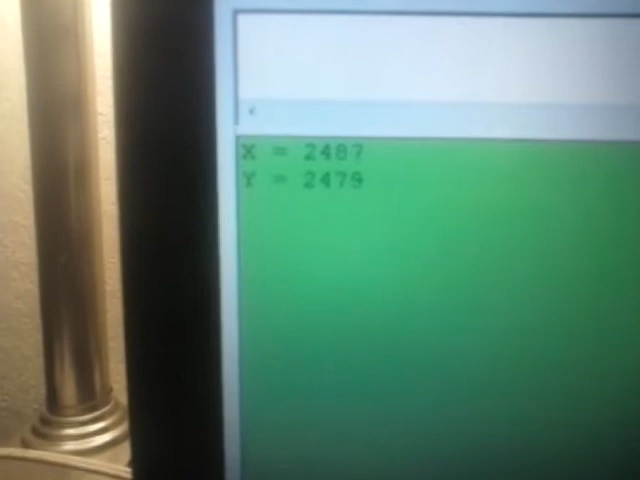 X = 2487
Y = 2479